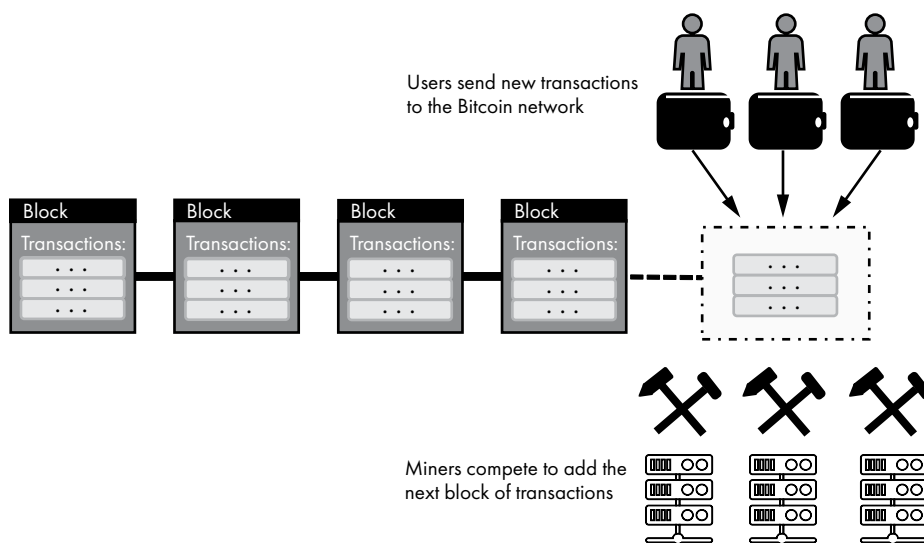 Users send new transactions
to the Bitcoin network
Block
Transactions:
. . .
. . .
. . .
Block
Transactions:
. . .
. . .
. . .
Block
Transactions:
. . .
. . .
. . .
Block
Transactions:
. . .
. . .
. . .
. . .
. . .
. . .
Miners compete to add the
next block of transactions